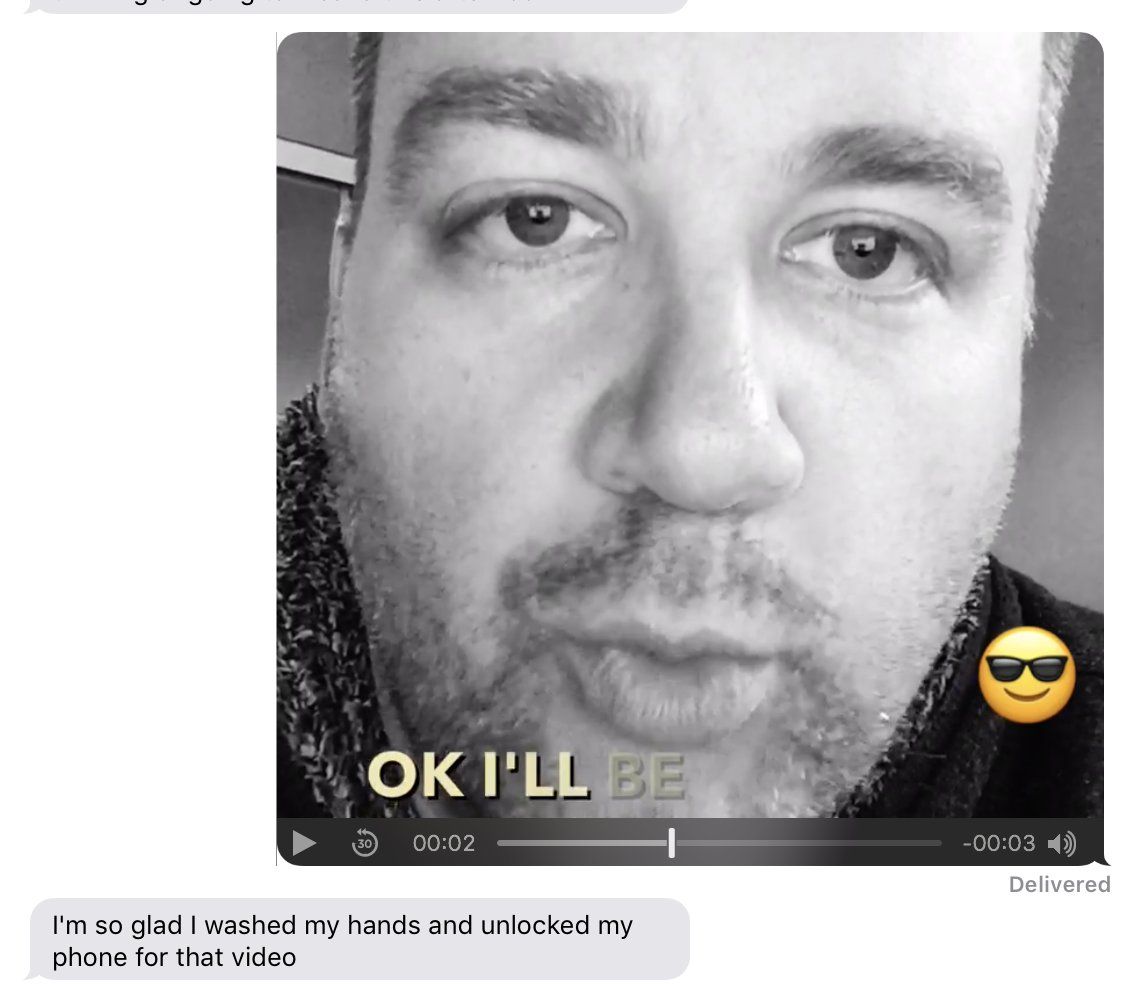 OK I'LL BE
30
00:02
-00:03
Delivered
I'm so glad I washed my hands and unlocked my
phone for that video